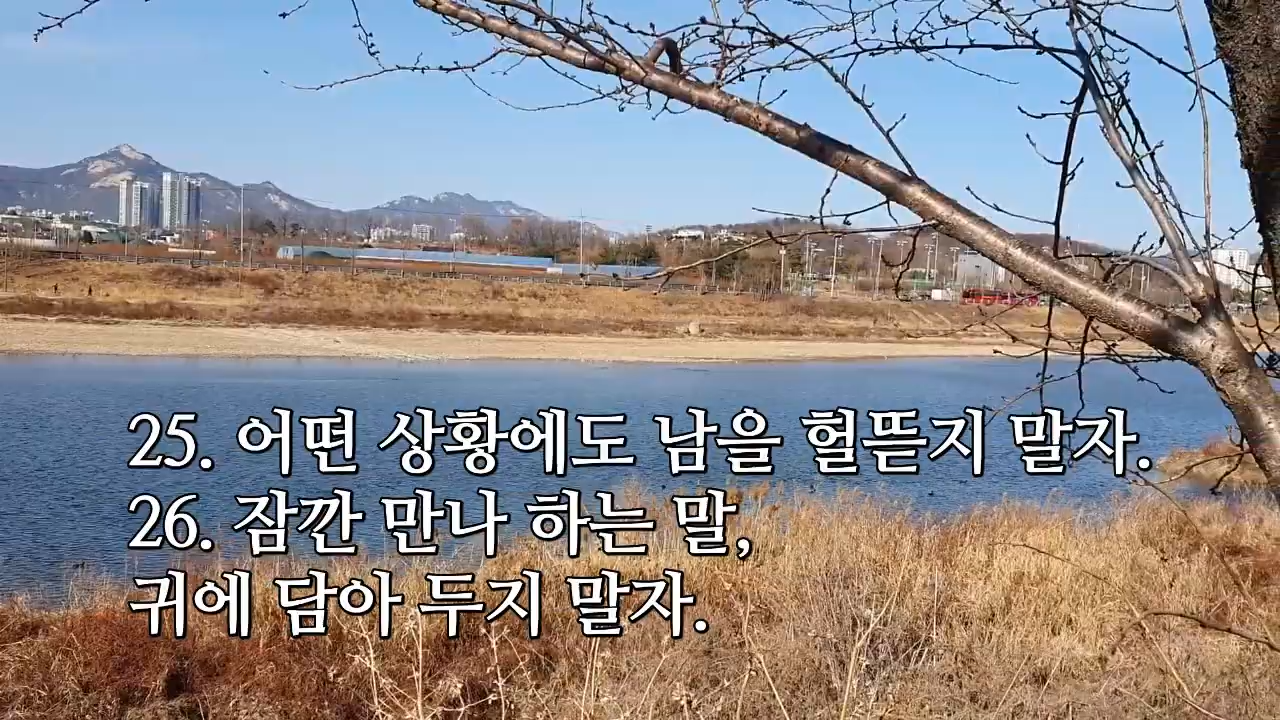 25. 어떤 상황에도 남을 헐뜯지 말자.
26. 잠깐 만나 하는 말,
귀에 담아 두지 말자.